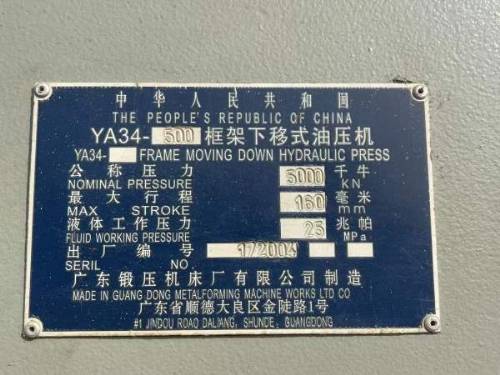 中华人民共和国
THE PEOPLE'S REPUBLIC OF CHINA
YA34-500框架下移式油压机
YA34- FRAME MOVING DOWN HYDRAULIC PRESS
公称压力 5000 千牛
NOMINAL PRESSURE KN
最大行程 160 毫米
MAX STROKE mm
液体工作压力 25 兆帕
FLUID WORKING PRESSURE MPa
出厂编号 172004
SERIL NO.
广东锻压机床厂有限公司制造
MADE IN GUANG DONG METALFORMING MACHINE WORKS LTD CO
广东省顺德大良区金陡路1号
#1 JINDOU ROAD DALIANG, SHUNDE, GUANGDONG